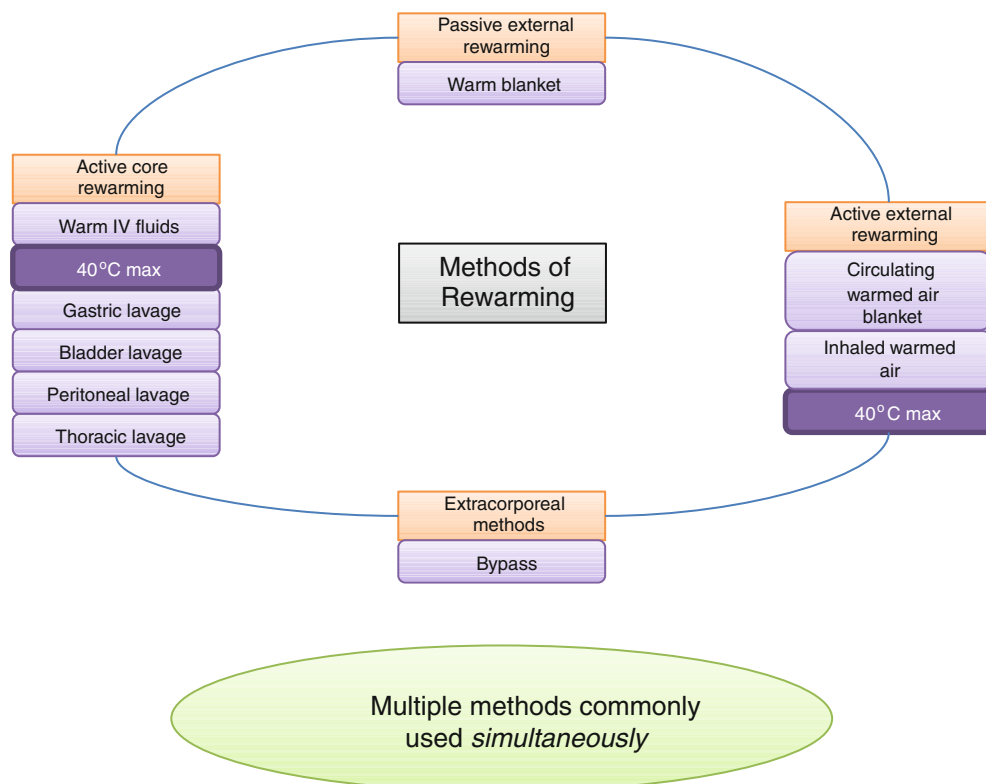 Passive external
rewarming
Warm blanket
Active core
rewarming
Warm IV fluids
40°C max
Gastric lavage
Bladder lavage
Peritoneal lavage
Thoracic lavage
Methods of
Rewarming
Active external
rewarming
Circulating
warmed air
blanket
Inhaled warmed
air
40°C max
Extracorporeal
methods
Bypass
Multiple methods commonly
used simultaneously